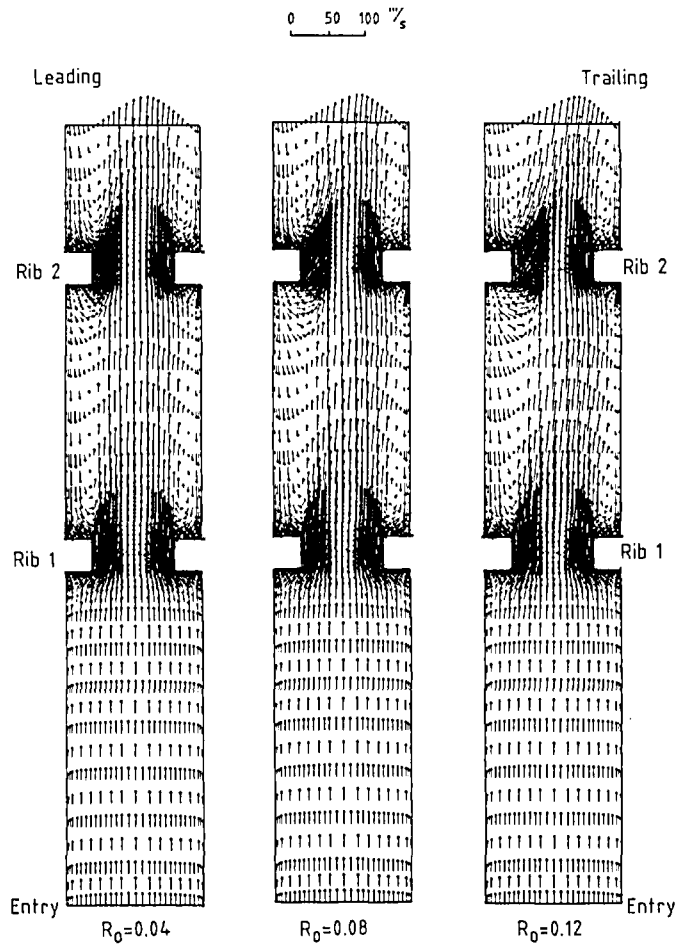 0 50 100 m/s
Leading Trailing
Rib 2 Rib 2
Rib 1 Rib 1
Entry Entry
R₀=0.04 R₀=0.08 R₀=0.12